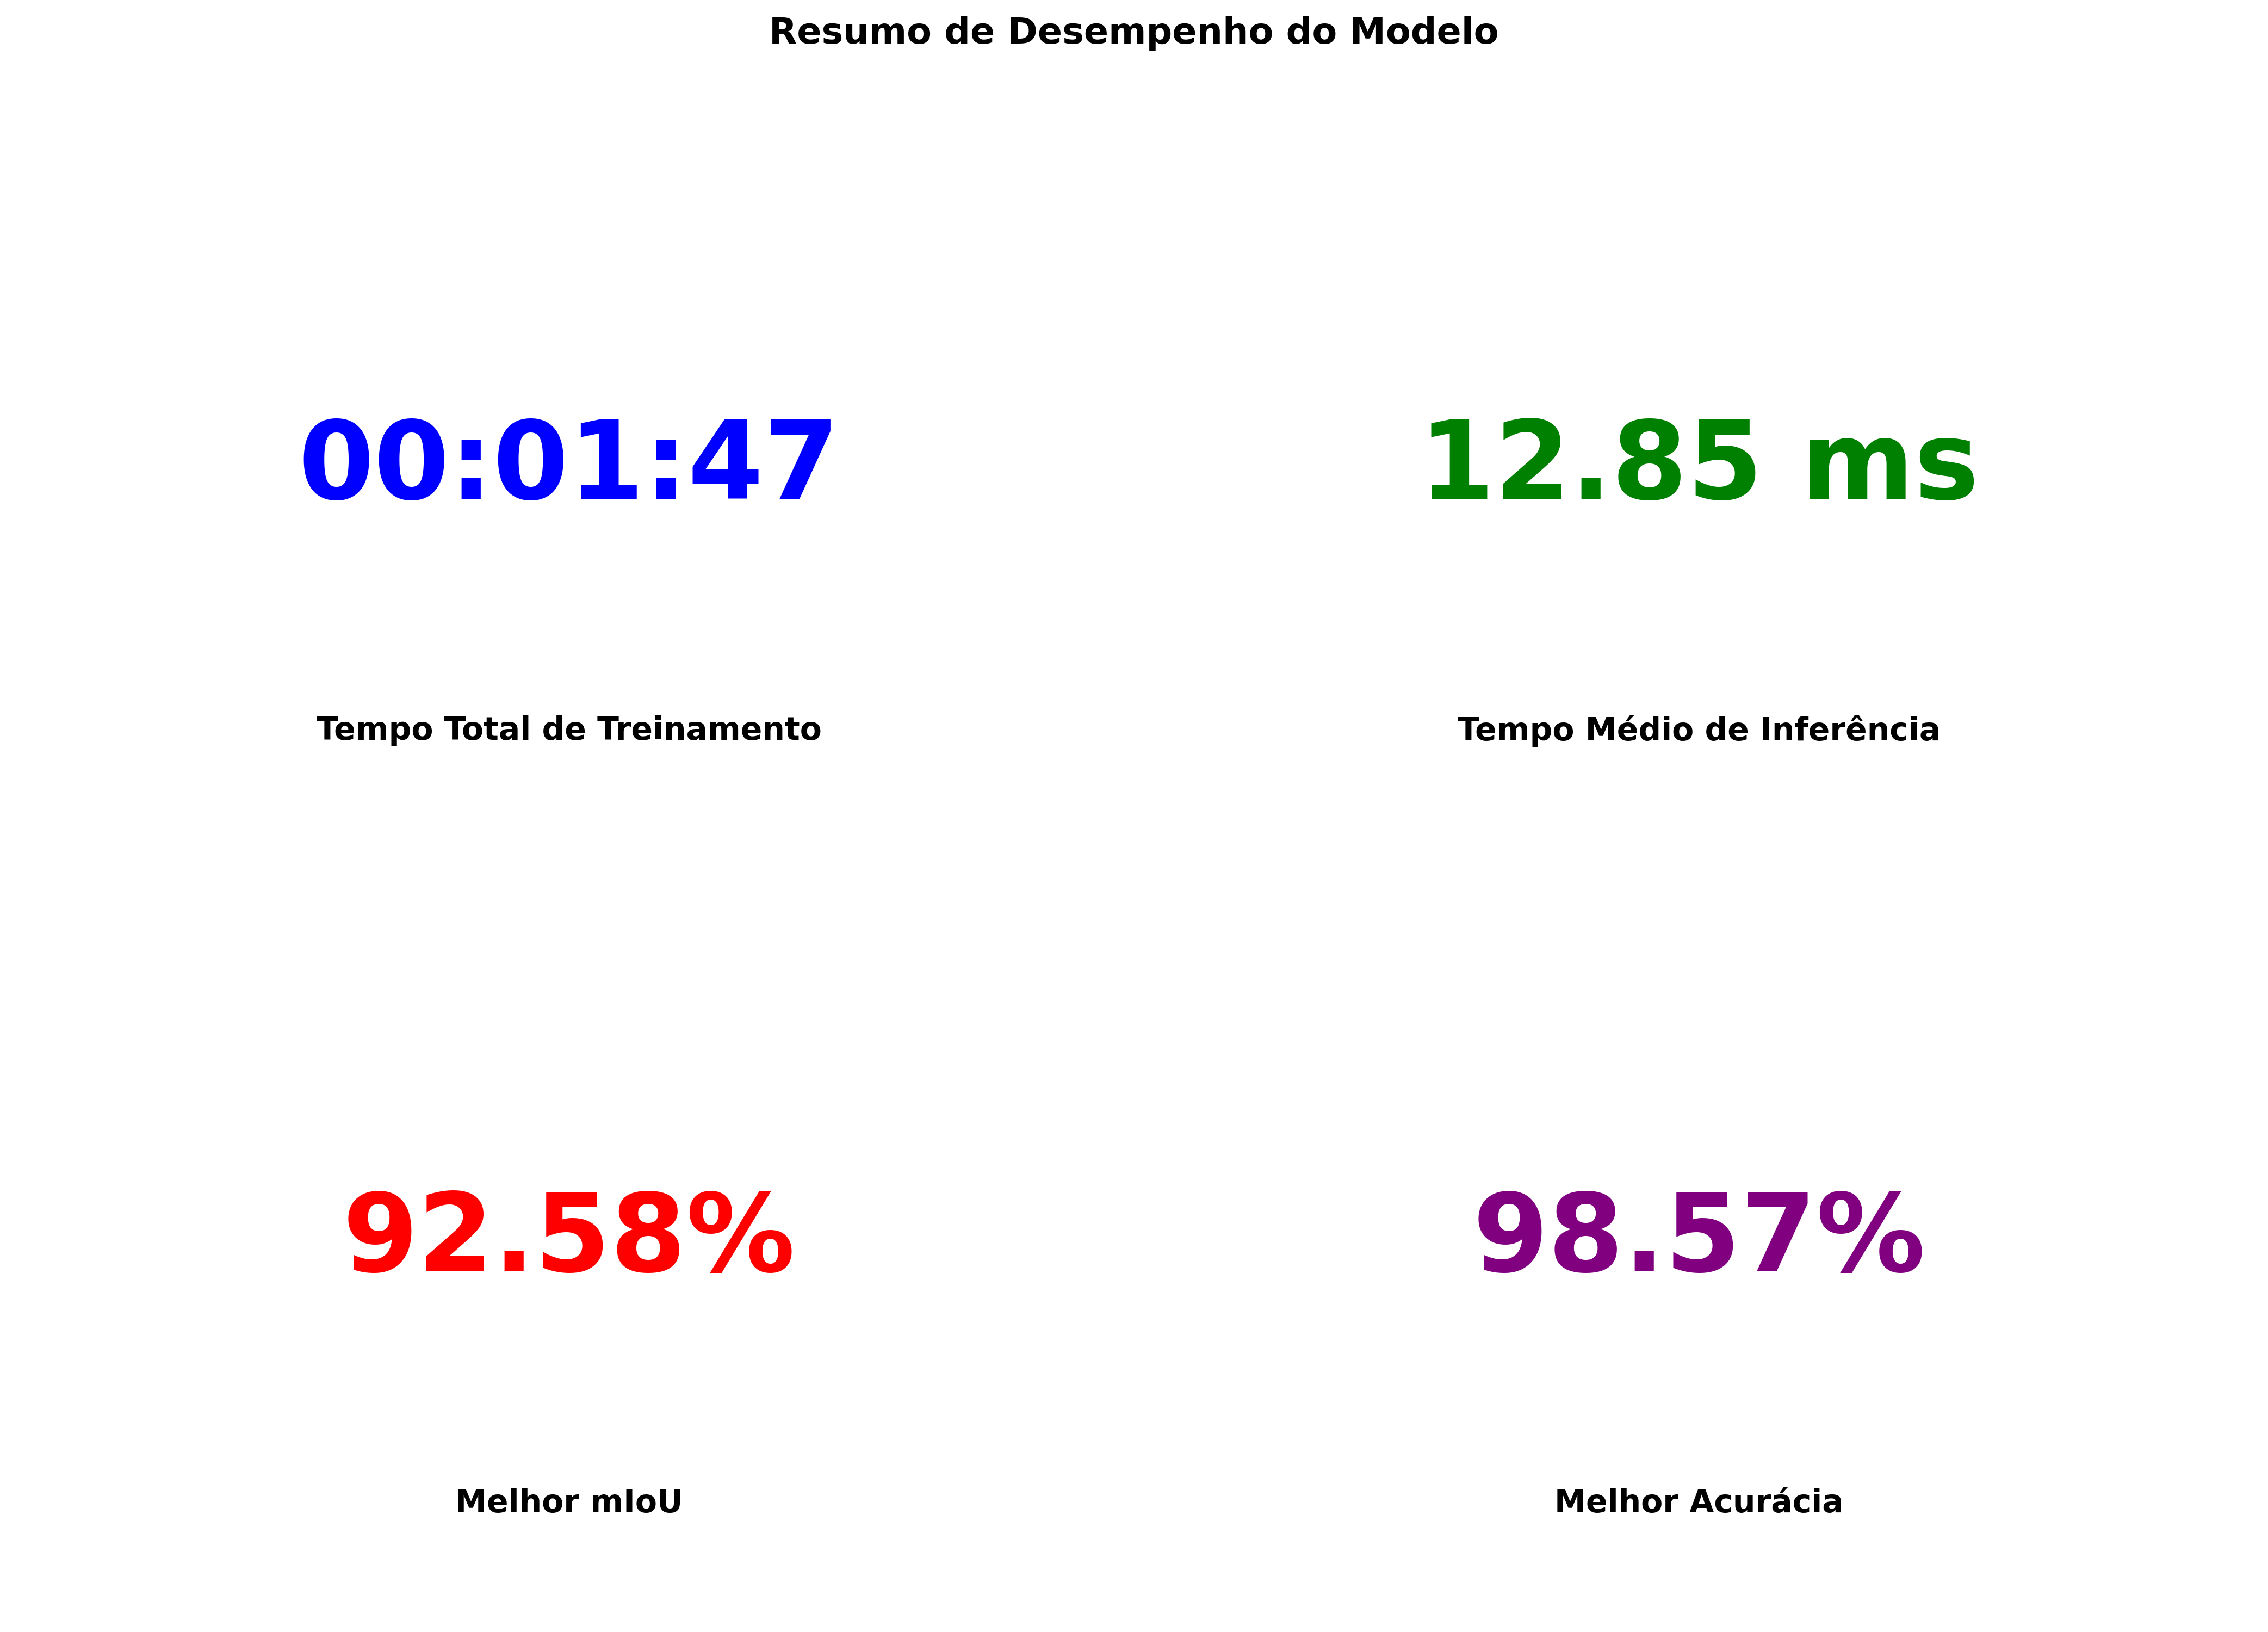 Resumo de Desempenho do Modelo
00:01:47
12.85 ms
Tempo Total de Treinamento
Tempo Médio de Inferência
92.58%
98.57%
Melhor mIoU
Melhor Acurácia